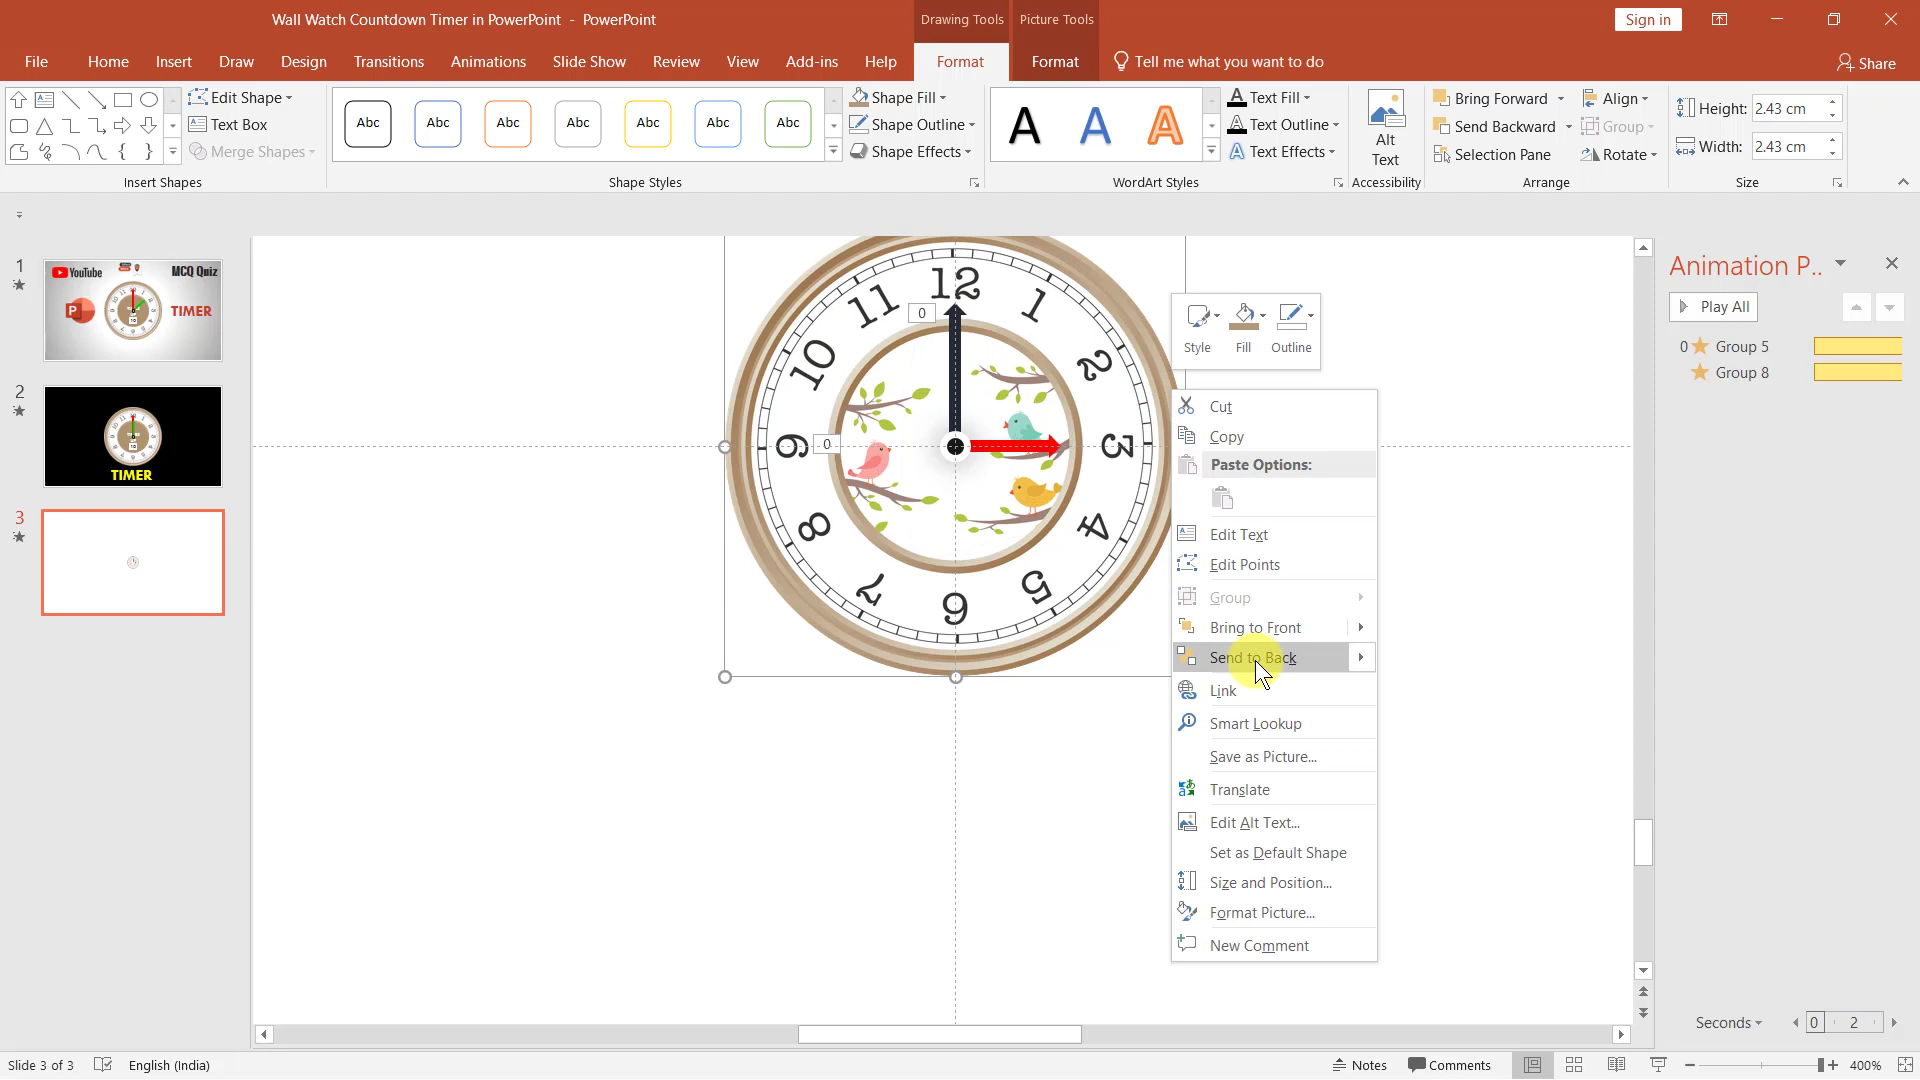 Wall Watch Countdown Timer in PowerPoint - PowerPoint
Drawing Tools
Picture Tools
Sign in
File
Home
Insert
Draw
Design
Transitions
Animations
Slide Show
Review
View
Add-ins
Help
Format
Format
Tell me what you want to do
Share
Edit Shape
Text Box
Merge Shapes
Insert Shapes
Abc
Abc
Abc
Abc
Abc
Abc
Abc
Shape Fill
Shape Outline
Shape Effects
Shape Styles
A
A
A
Text Fill
Text Outline
Text Effects
WordArt Styles
Alt
Text
Accessibility
Bring Forward
Send Backward
Selection Pane
Align
Group
Rotate
Arrange
Height: 2.43 cm
Width: 2.43 cm
Size
1
YouTube
MCQ Quiz
P
TIMER
2
TIMER
3
12
1
2
3
4
5
6
7
8
9
10
11
0
0
Style
Fill
Outline
Cut
Copy
Paste Options:
Edit Text
Edit Points
Group
Bring to Front
Send to Back
Link
Smart Lookup
Save as Picture...
Translate
Edit Alt Text...
Set as Default Shape
Size and Position...
Format Picture...
New Comment
Animation P..
Play All
0 Group 5
Group 8
Seconds
0
2
Slide 3 of 3
English (India)
Notes
Comments
400%